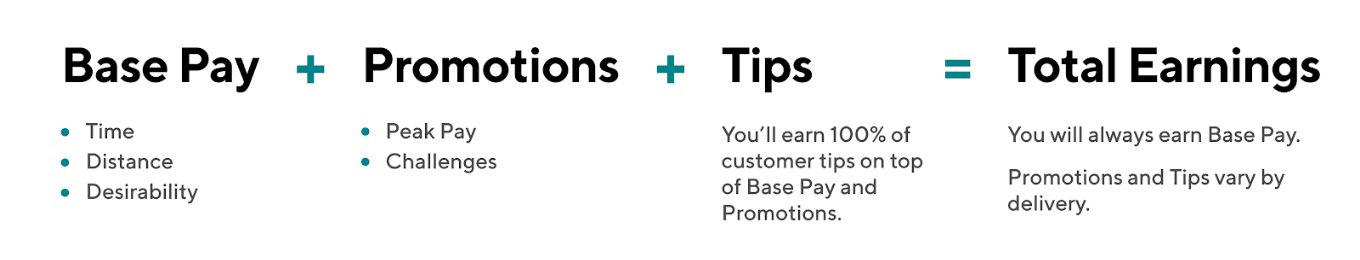 Base Pay + Promotions + Tips = Total Earnings
• Time
• Distance
• Desirability
• Peak Pay
• Challenges
You’ll earn 100% of
customer tips on top
of Base Pay and
Promotions.
You will always earn Base Pay.
Promotions and Tips vary by
delivery.